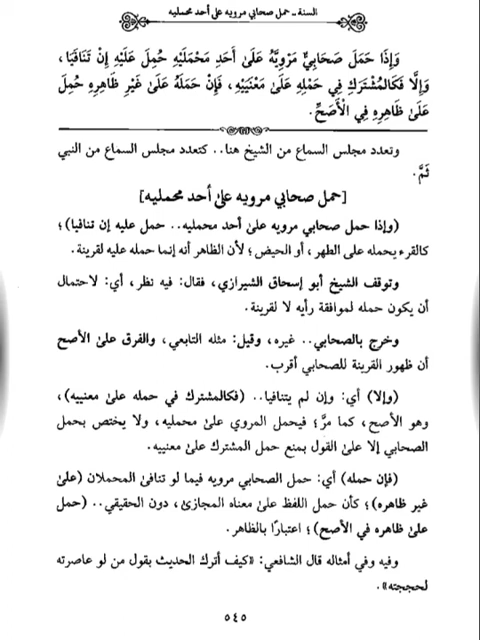 السنة ـ حمل صحابي مرويه على أحد محمليه
وَإِذَا حَمَلَ صَحَابِيٌّ مَرْوِيَّهُ عَلَىٰ أَحَدِ مَحْمَلَيْهِ حُمِلَ عَلَيْهِ إِنْ تَنَافَيَا،
وَإِلَّا فَكَالْمُشْتَرَكِ فِي حَمْلِهِ عَلَىٰ مَعْنَيَيْهِ، فَإِنْ حَمَلَهُ عَلَىٰ غَيْرِ ظَاهِرِهِ حُمِلَ
عَلَىٰ ظَاهِرِهِ فِي الْأَصَحِّ.
وتعدد مجلس السماع من الشيخ هنا.. كتعدد مجلس السماع من النبي
ثَمَّ.
[حمل صحابي مرويه على أحد محمليه]
(وإذا حمل صحابي مرويه علىٰ أحد محمليه.. حمل عليه إن تنافيا)؛
كالقرء يحمله على الطهر، أو الحيض؛ لأن الظاهر أنه إنما حمله عليه لقرينة.
وتوقف الشيخ أبو إسحاق الشيرازي، فقال: فيه نظر، أي: لاحتمال
أن يكون حمله لموافقة رأيه لا لقرينة.
وخرج بالصحابي.. غيره، وقيل: مثله التابعي، والفرق علىٰ الأصح
أن ظهور القرينة للصحابي أقرب.
(وإلا) أي: وإن لم يتنافيا.. (فكالمشترك في حمله علىٰ معنييه)،
وهو الأصح، كما مرَّ؛ فيحمل المروي علىٰ محمليه، ولا يختص بحمل
الصحابي إلا علىٰ القول بمنع حمل المشترك علىٰ معنييه.
(فإن حمله) أي: حمل الصحابي مرويه فيما لو تنافىٰ المحملان (علىٰ
غير ظاهره)؛ كأن حمل اللفظ علىٰ معناه المجازي، دون الحقيقي.. (حمل
علىٰ ظاهره في الأصح)؛ اعتبارًا بالظاهر.
وفيه وفي أمثاله قال الشافعي: «كيف أترك الحديث بقول من لو عاصرته
لحججته».
٥٤٥